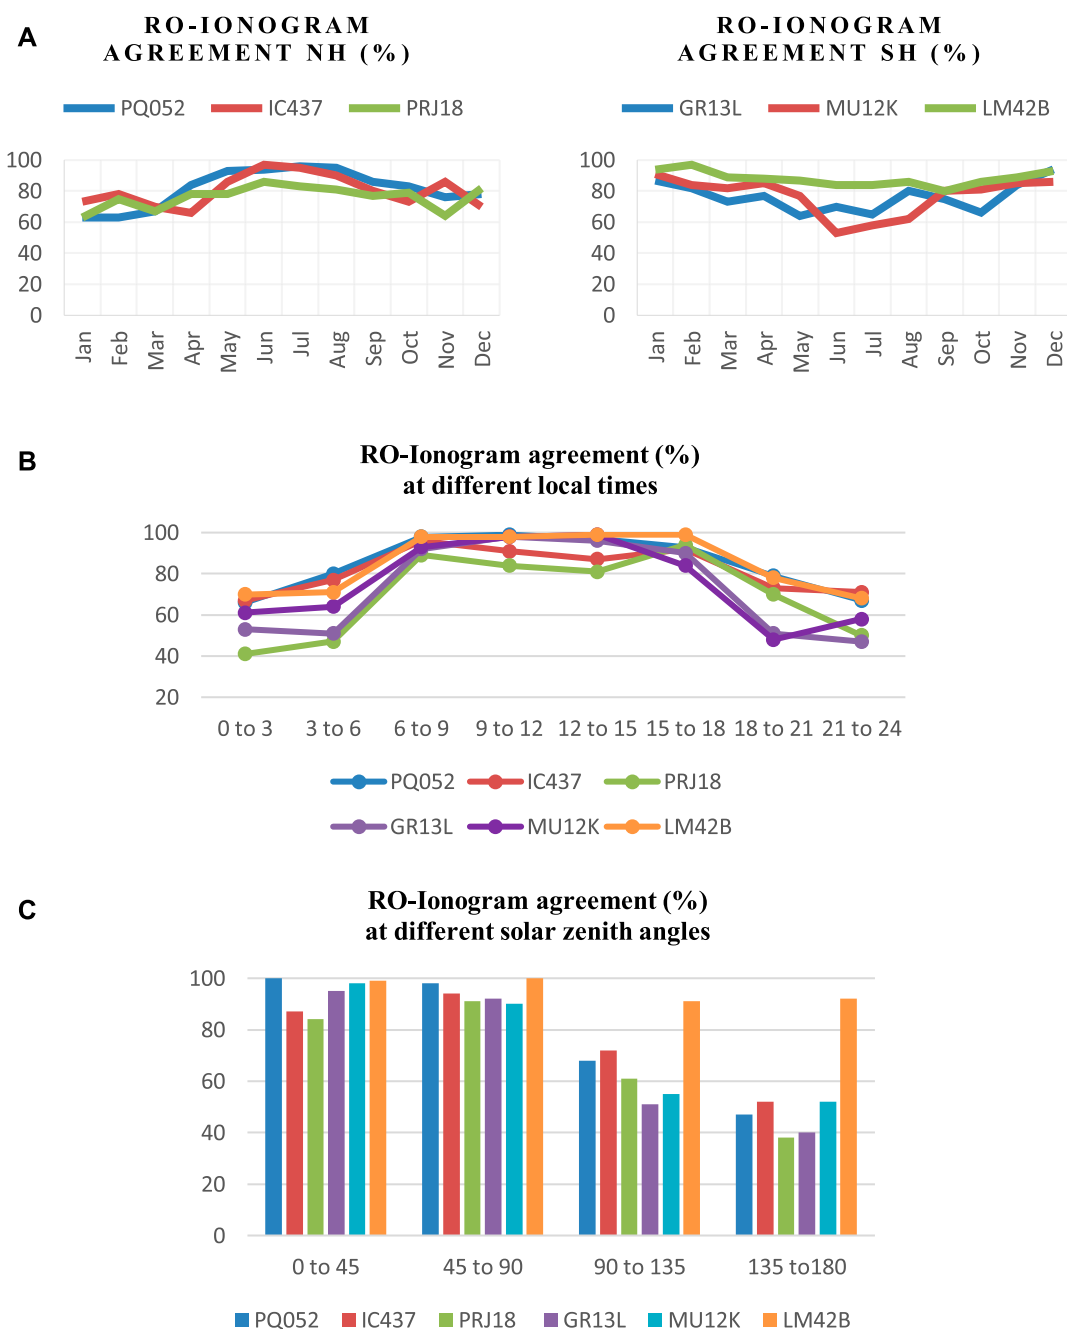 A
RO-IONOGRAM
AGREEMENT NH (%)
PQ052 IC437 PRJ18
100
80
60
40
20
0
Jan Feb Mar Apr May Jun Jul Aug Sep Oct Nov Dec
RO-IONOGRAM
AGREEMENT SH (%)
GR13L MU12K LM42B
100
80
60
40
20
0
Jan Feb Mar Apr May Jun Jul Aug Sep Oct Nov Dec
B
RO-Ionogram agreement (%)
at different local times
100
80
60
40
20
0 to 3 3 to 6 6 to 9 9 to 12 12 to 15 15 to 18 18 to 21 21 to 24
PQ052 IC437 PRJ18
GR13L MU12K LM42B
C
RO-Ionogram agreement (%)
at different solar zenith angles
100
80
60
40
20
0
0 to 45 45 to 90 90 to 135 135 to180
PQ052 IC437 PRJ18 GR13L MU12K LM42B